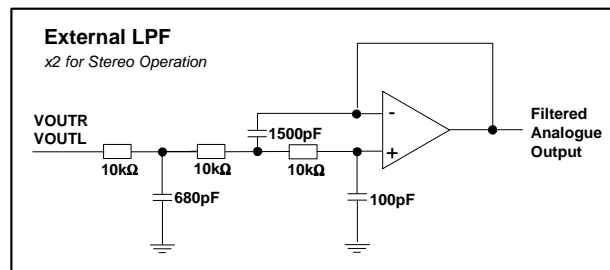 External LPF
x2 for Stereo Operation
VOUTR
VOUTL
10kΩ
680pF
10kΩ
1500pF
10kΩ
100pF
-
+
Filtered
Analogue
Output